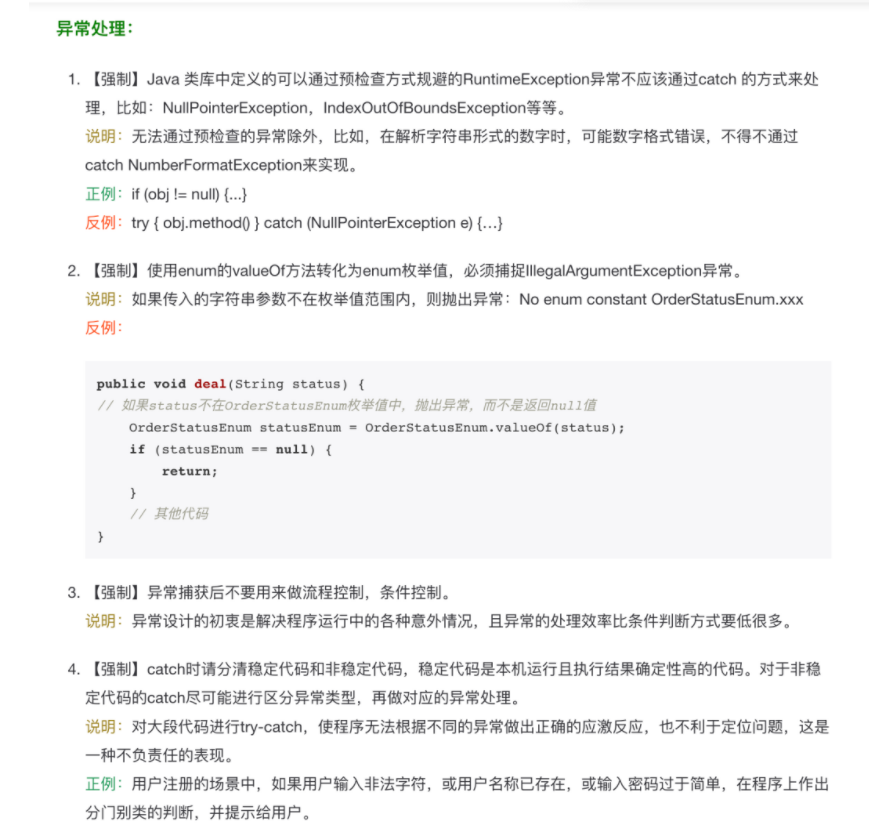 异常处理：
1. 【强制】Java 类库中定义的可以通过预检查方式规避的RuntimeException异常不应该通过catch 的方式来处
理，比如：NullPointerException，IndexOutOfBoundsException等等。
说明：无法通过预检查的异常除外，比如，在解析字符串形式的数字时，可能数字格式错误，不得不通过
catch NumberFormatException来实现。
正例：if (obj != null) {...}
反例：try { obj.method() } catch (NullPointerException e) {…}
2. 【强制】使用enum的valueOf方法转化为enum枚举值，必须捕捉IllegalArgumentException异常。
说明：如果传入的字符串参数不在枚举值范围内，则抛出异常：No enum constant OrderStatusEnum.xxx
反例：
public void deal(String status) {
// 如果status不在OrderStatusEnum枚举值中，抛出异常，而不是返回null值
    OrderStatusEnum statusEnum = OrderStatusEnum.valueOf(status);
    if (statusEnum == null) {
        return;
    }
    // 其他代码
}
3. 【强制】异常捕获后不要用来做流程控制，条件控制。
说明：异常设计的初衷是解决程序运行中的各种意外情况，且异常的处理效率比条件判断方式要低很多。
4. 【强制】catch时请分清稳定代码和非稳定代码，稳定代码是本机运行且执行结果确定性高的代码。对于非稳
定代码的catch尽可能进行区分异常类型，再做对应的异常处理。
说明：对大段代码进行try-catch，使程序无法根据不同的异常做出正确的应激反应，也不利于定位问题，这是
一种不负责任的表现。
正例：用户注册的场景中，如果用户输入非法字符，或用户名称已存在，或输入密码过于简单，在程序上作出
分门别类的判断，并提示给用户。